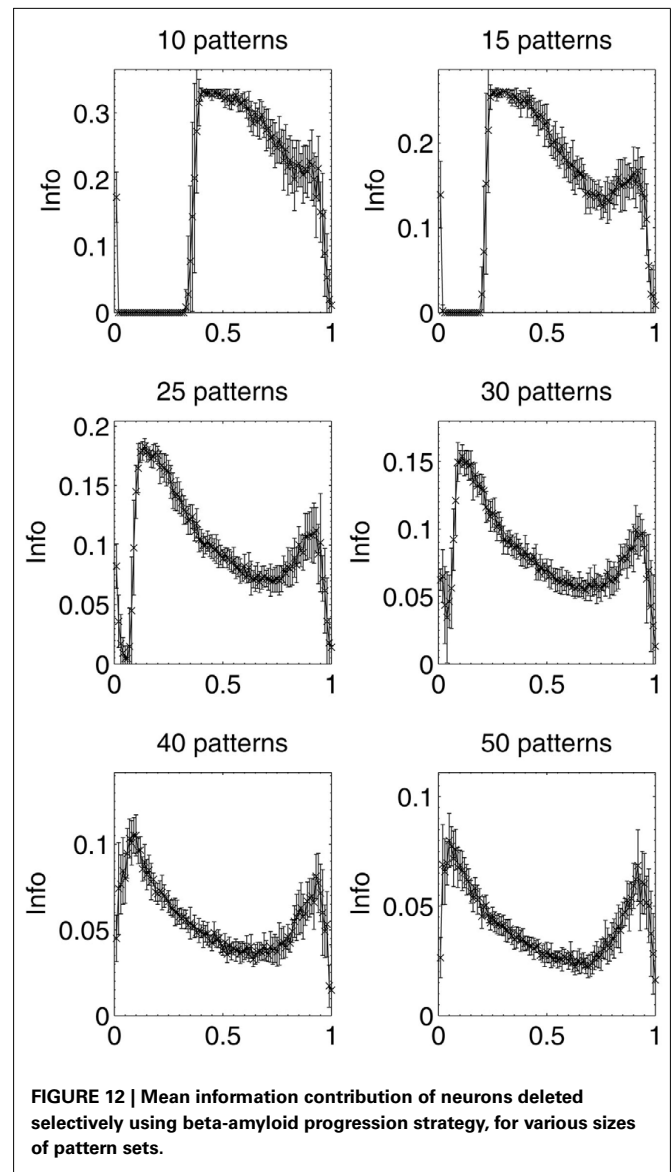 10 patterns
15 patterns
Info
0.3
0.2
0.1
0
0 0.5 1
Info
0.2
0.1
0
0 0.5 1
25 patterns
30 patterns
Info
0.2
0.15
0.1
0.05
0
0 0.5 1
Info
0.15
0.1
0.05
0
0 0.5 1
40 patterns
50 patterns
Info
0.1
0.05
0
0 0.5 1
Info
0.1
0.05
0
0 0.5 1
FIGURE 12 | Mean information contribution of neurons deleted
selectively using beta-amyloid progression strategy, for various sizes
of pattern sets.